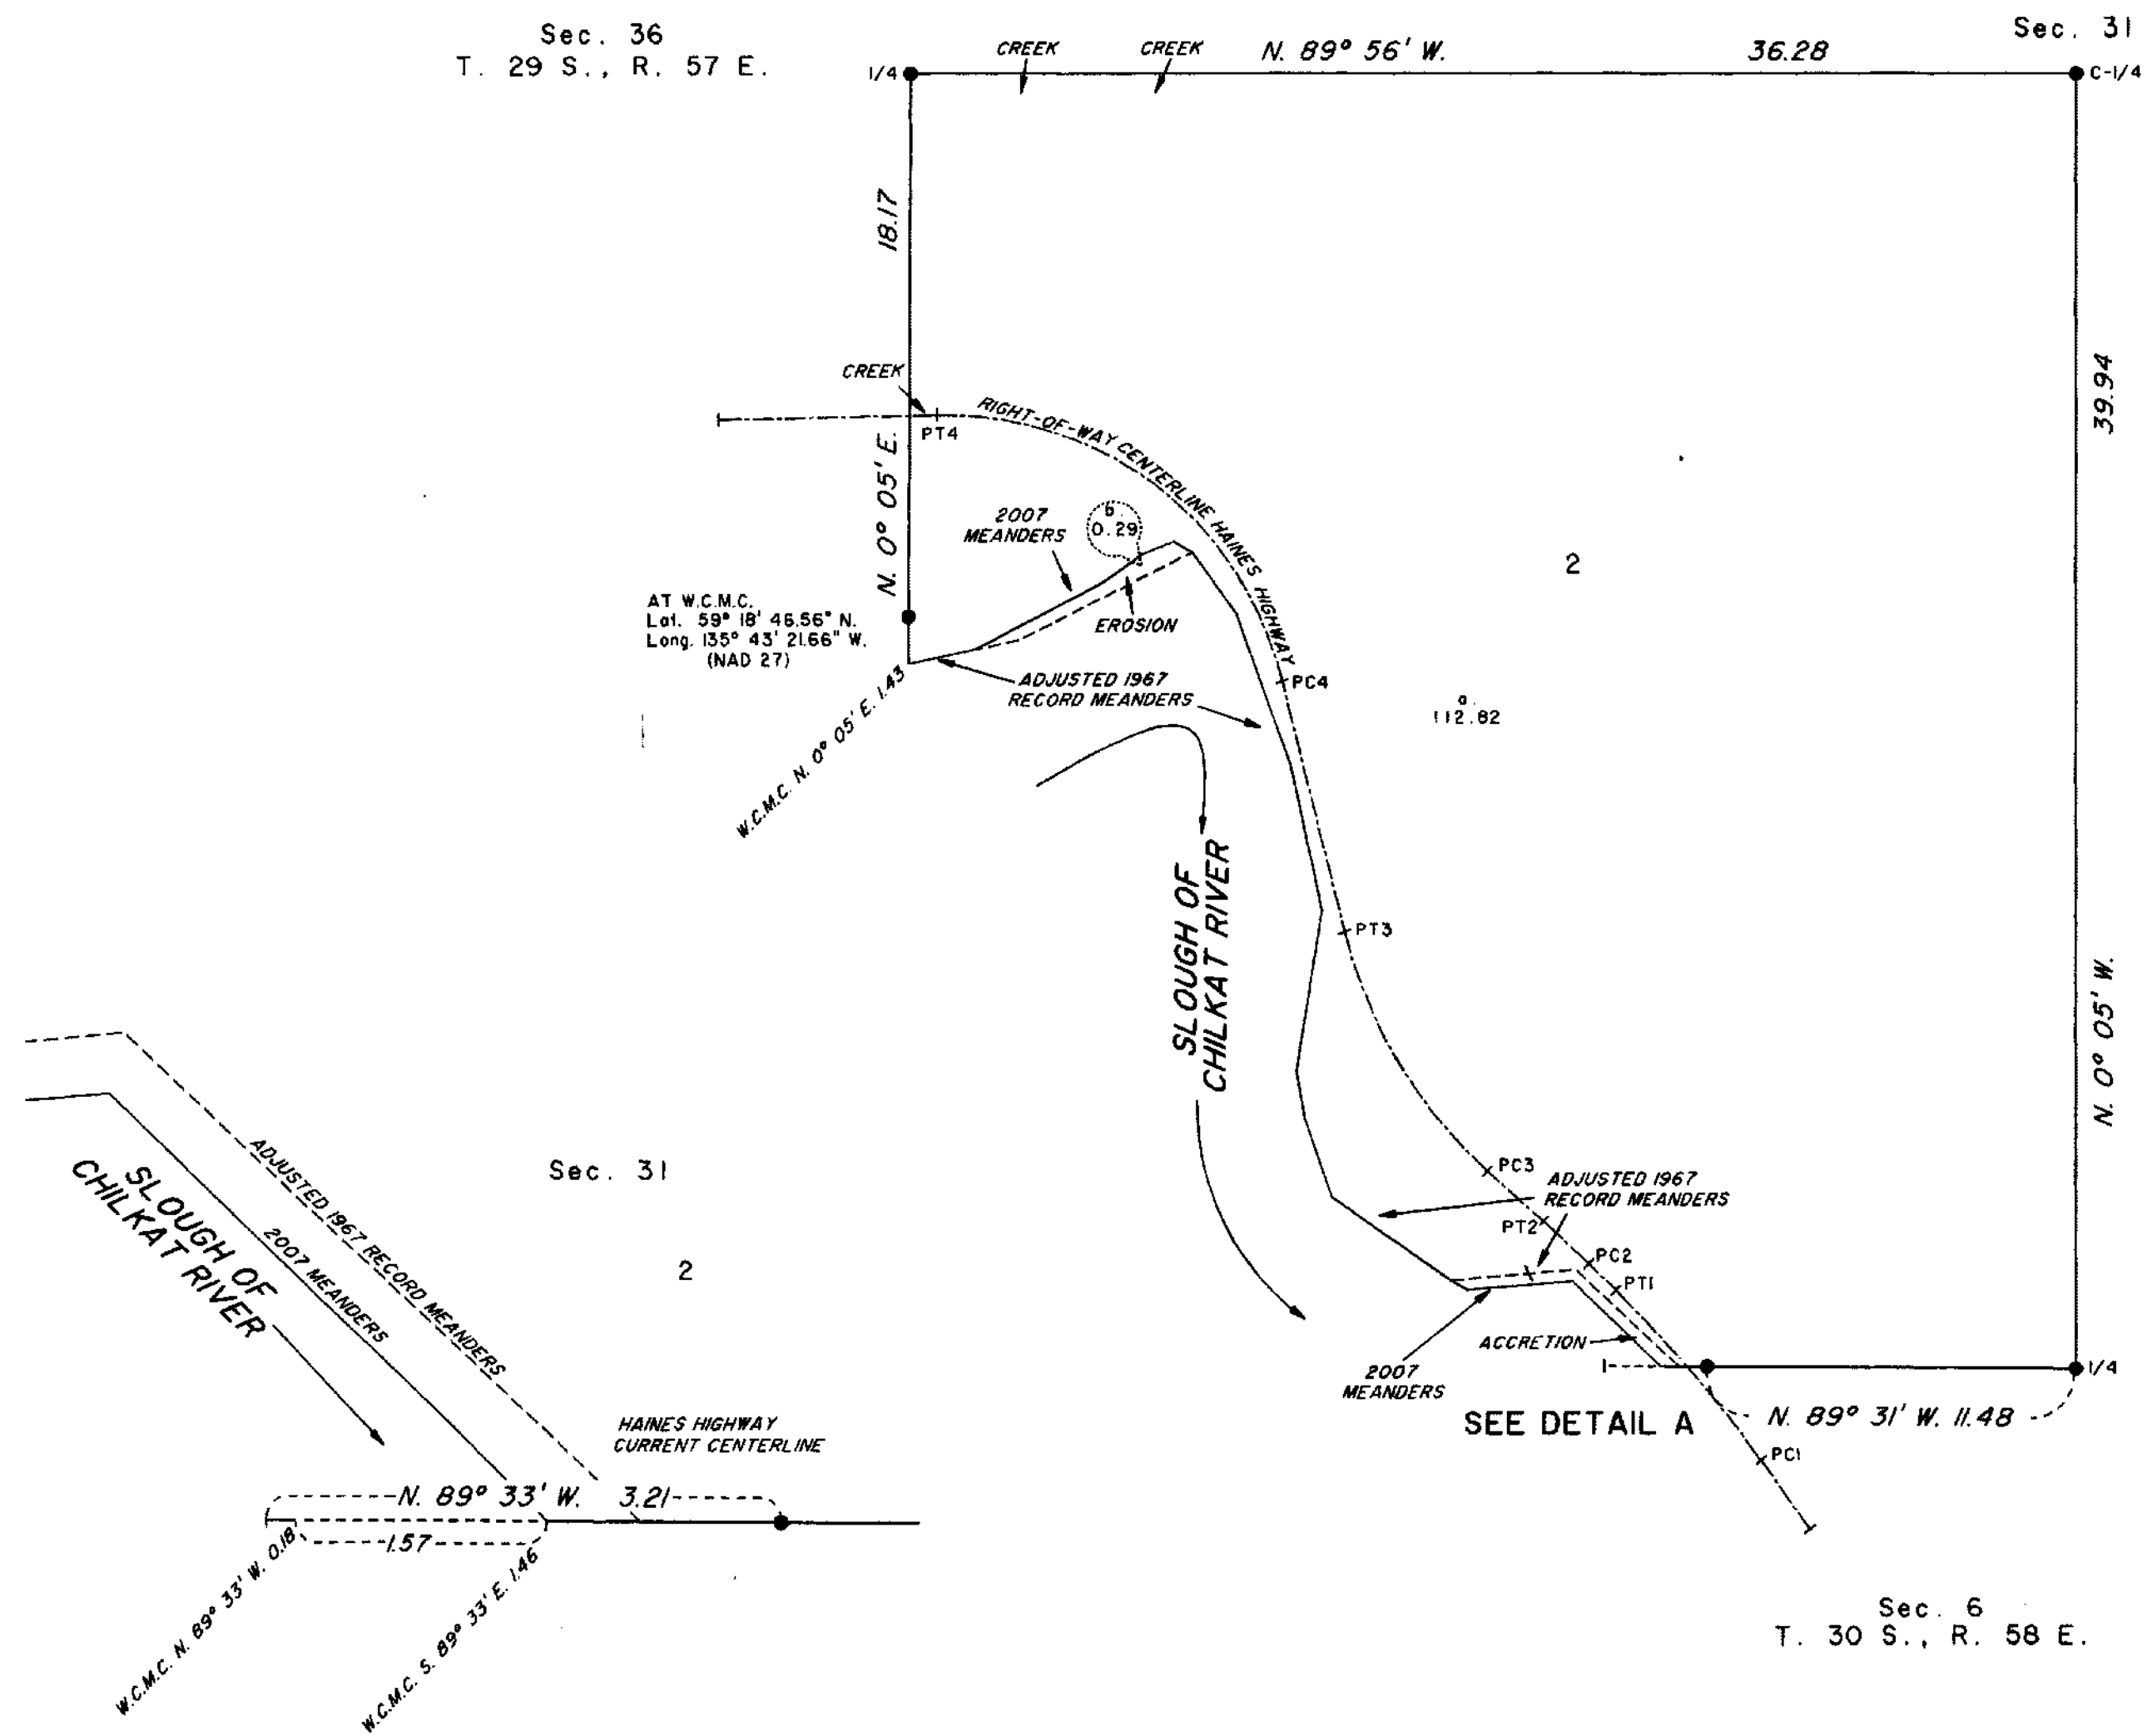 Sec. 36
T. 29 S., R. 57 E.
Sec. 31
CREEK
CREEK
N. 89° 56' W.
36.28
1/4
C-1/4
18.17
N. 0° 05' E.
39.94
N. 0° 05' W.
CREEK
PT4
RIGHT-OF-WAY CENTERLINE HAINES HIGHWAY
2007
MEANDERS
b.
0.29
EROSION
2
AT W.C.M.C.
Lat. 59° 18' 46.56" N.
Long. 135° 43' 21.66" W.
(NAD 27)
W.C.M.C. N. 0° 05' E. 1.43
ADJUSTED 1967
RECORD MEANDERS
PC4
a.
112.82
SLOUGH OF
CHILKAT RIVER
PT3
PC3
ADJUSTED 1967
RECORD MEANDERS
PT2
PC2
PT1
ACCRETION
2007
MEANDERS
1/4
SEE DETAIL A
N. 89° 31' W. 11.48
PC1
Sec. 31
2
ADJUSTED 1967 RECORD MEANDERS
2007 MEANDERS
SLOUGH OF
CHILKAT RIVER
HAINES HIGHWAY
CURRENT CENTERLINE
N. 89° 33' W. 3.21
1.57
W.C.M.C. N. 89° 33' W. 0.18
W.C.M.C. S. 89° 33' E. 1.46
Sec. 6
T. 30 S., R. 58 E.